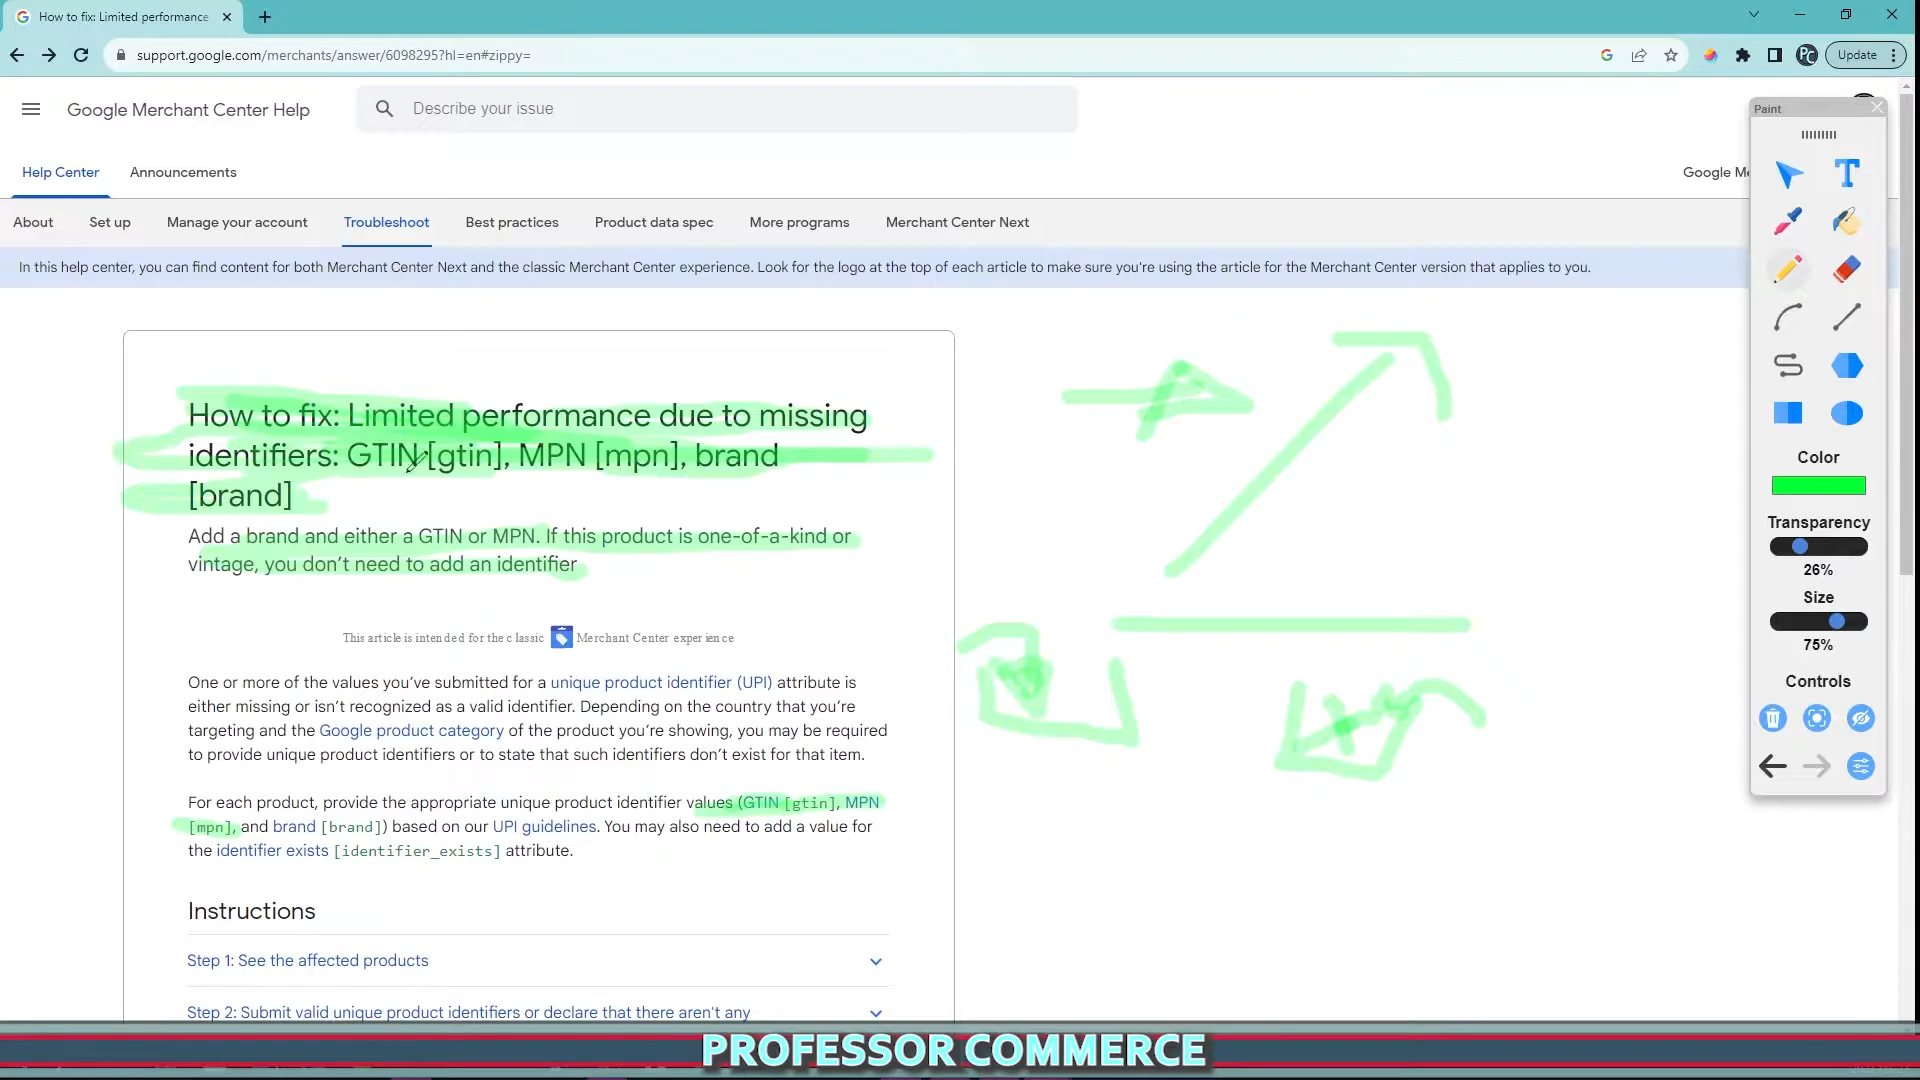 How to fix: Limited performance
support.google.com/merchants/answer/6098295?hl=en#zippy=
Update
Google Merchant Center Help
Describe your issue
Help Center
Announcements
Google Me
About
Set up
Manage your account
Troubleshoot
Best practices
Product data spec
More programs
Merchant Center Next
In this help center, you can find content for both Merchant Center Next and the classic Merchant Center experience. Look for the logo at the top of each article to make sure you're using the article for the Merchant Center version that applies to you.
How to fix: Limited performance due to missing
identifiers: GTIN [gtin], MPN [mpn], brand
[brand]
Add a brand and either a GTIN or MPN. If this product is one-of-a-kind or
vintage, you don't need to add an identifier
This article is intended for the classic Merchant Center experience
One or more of the values you've submitted for a unique product identifier (UPI) attribute is
either missing or isn't recognized as a valid identifier. Depending on the country that you're
targeting and the Google product category of the product you're showing, you may be required
to provide unique product identifiers or to state that such identifiers don't exist for that item.
For each product, provide the appropriate unique product identifier values (GTIN [gtin], MPN
[mpn], and brand [brand]) based on our UPI guidelines. You may also need to add a value for
the identifier exists [identifier_exists] attribute.
Instructions
Step 1: See the affected products
Step 2: Submit valid unique product identifiers or declare that there aren't any
Paint
T
Color
Transparency
26%
Size
75%
Controls
PROFESSOR COMMERCE